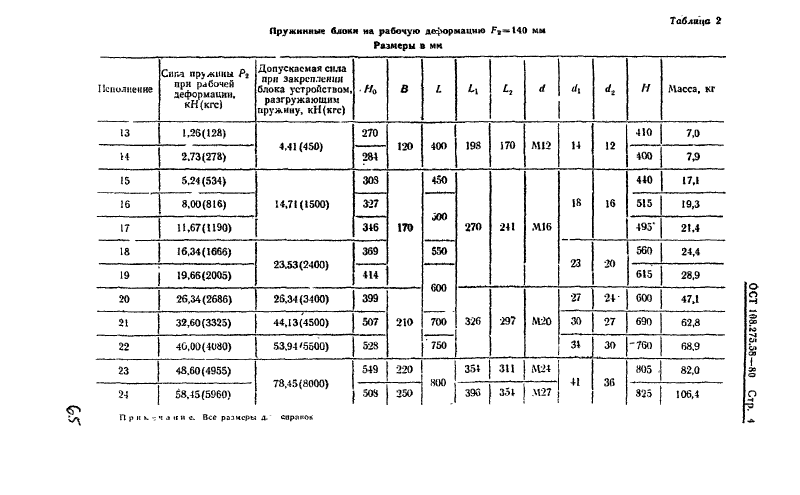 Таблица 2
Пружинные блоки на рабочую деформацию F₂=140 мм
Размеры в мм
Исполнение | Сила пружины P₂ при рабочей деформации, кН(кгс) | Допускаемая сила при закреплении блока устройством, разгружающим пружину, кН(кгс) | H₀ | B | L | L₁ | L₂ | d | d₁ | d₂ | H | Масса, кг
13 | 1,26(128) | 4,41(450) | 270 | 120 | 400 | 198 | 170 | М12 | 14 | 12 | 410 | 7,0
14 | 2,73(278) | 284 | 400 | 7,9
15 | 5,24(534) | 14,71(1500) | 308 | 170 | 450 | 270 | 241 | М16 | 18 | 16 | 440 | 17,1
16 | 8,00(816) | 327 | 500 | 515 | 19,3
17 | 11,67(1190) | 346 | 495 | 21,4
18 | 16,34(1666) | 23,53(2400) | 369 | 550 | 23 | 20 | 560 | 24,4
19 | 19,66(2005) | 414 | 600 | 615 | 28,9
20 | 26,34(2686) | 26,34(3400) | 399 | 210 | 326 | 297 | М20 | 27 | 24 | 600 | 47,1
21 | 32,60(3325) | 44,13(4500) | 507 | 700 | 30 | 27 | 690 | 62,8
22 | 40,00(4080) | 53,94(5500) | 528 | 750 | 34 | 30 | 760 | 68,9
23 | 48,60(4955) | 78,45(8000) | 549 | 220 | 800 | 354 | 311 | М24 | 41 | 36 | 805 | 82,0
24 | 58,45(5960) | 508 | 250 | 396 | 354 | М27 | 825 | 106,4
Примечание. Все размеры для справок
ОСТ 108.275.58—80 Стр. 4
65